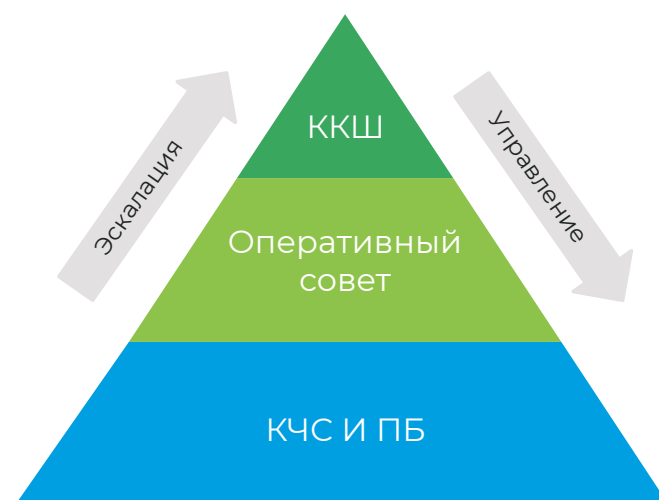 ККШ
Эскалация
Управление
Оперативный
совет
КЧС И ПБ